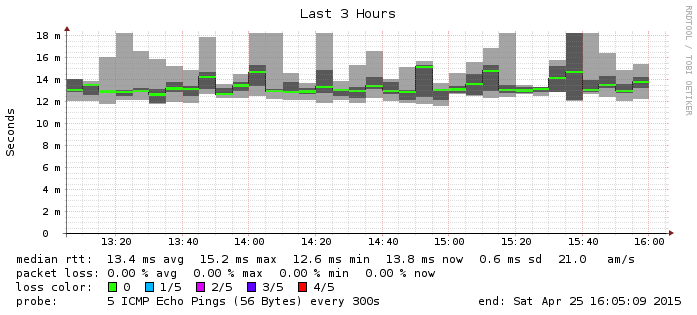 Last 3 Hours
RRDTOOL / TOBI OETIKER
Seconds
18 m
16 m
14 m
12 m
10 m
8 m
6 m
4 m
2 m
0
13:20 13:40 14:00 14:20 14:40 15:00 15:20 15:40 16:00
median rtt: 13.4 ms avg 15.2 ms max 12.6 ms min 13.8 ms now 0.6 ms sd 21.0 am/s
packet loss: 0.00 % avg 0.00 % max 0.00 % min 0.00 % now
loss color: 0 1/5 2/5 3/5 4/5
probe: 5 ICMP Echo Pings (56 Bytes) every 300s end: Sat Apr 25 16:05:09 2015